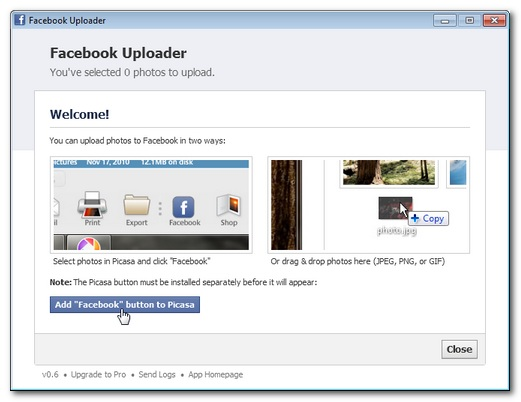 Facebook Uploader
Facebook Uploader
You've selected 0 photos to upload.
Welcome!
You can upload photos to Facebook in two ways:
Nov 17, 2010 12.1MB on disk
Print Export Facebook Shop
Copy
photo.jpg
Select photos in Picasa and click "Facebook"
Or drag & drop photos here (JPEG, PNG, or GIF)
Note: The Picasa button must be installed separately before it will appear:
Add "Facebook" button to Picasa
Close
v0.6 • Upgrade to Pro • Send Logs • App Homepage